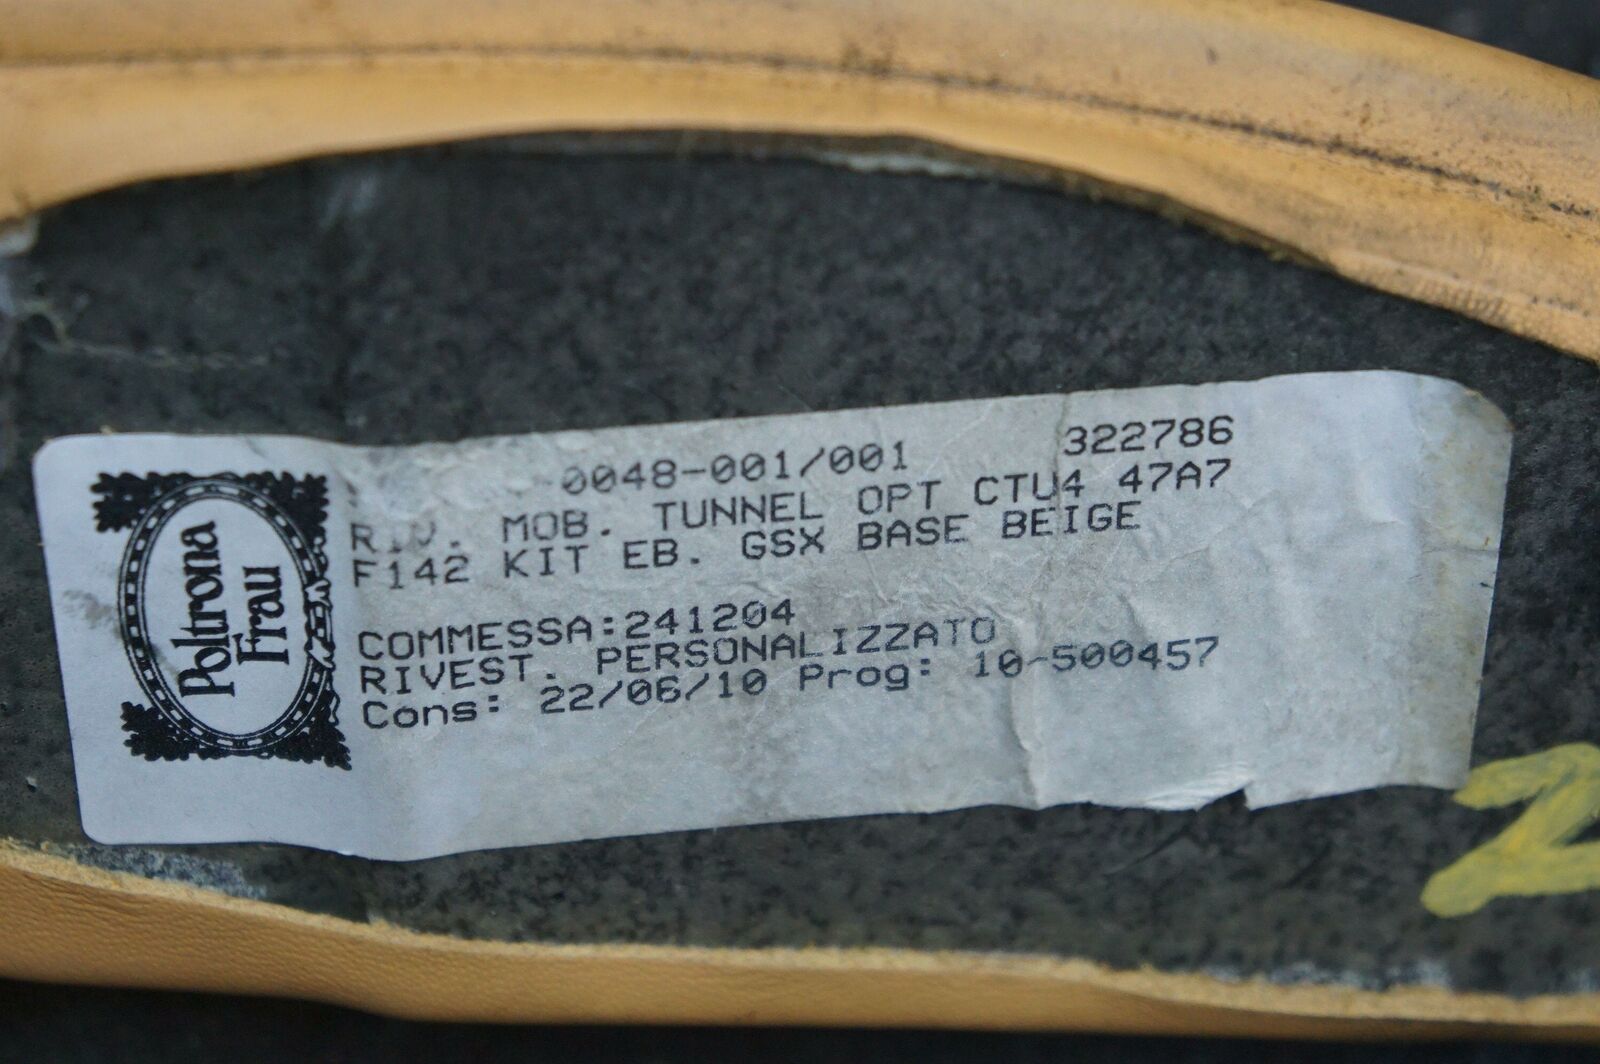 Poltrona
Frau
0048-001/001 322786
RIV. MOB. TUNNEL OPT CTU4 47A7
F142 KIT EB. GSX BASE BEIGE
COMMESSA:241204
RIVEST. PERSONALIZZATO
Cons: 22/06/10 Prog: 10-500457